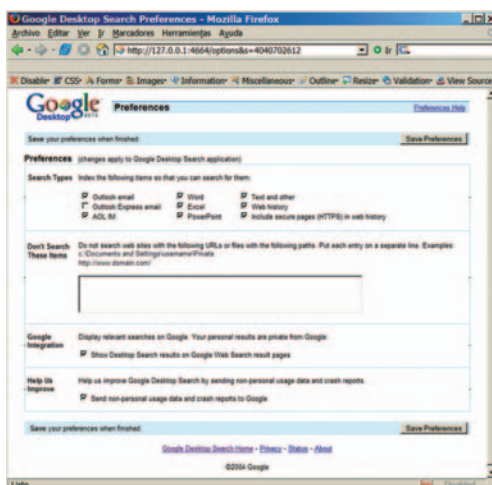 Google Desktop Search Preferences - Mozilla Firefox
Archivo Editar Ver Ir Marcadores Herramientas Ayuda
http://127.0.0.1:4664/options&s=4040702612 Ir
Disable CSS Forms Images Information Miscellaneous Outline Resize Validation View Source
Google Desktop BETA Preferences Preferences Help
Save your preferences when finished. Save Preferences
Preferences (changes apply to Google Desktop Search application)
Search Types Index the following items so that you can search for them:
Outlook email Word Text and other
Outlook Express email Excel Web history
AOL IM PowerPoint Include secure pages (HTTPS) in web history
Don't Search These Items Do not search web sites with the following URLs or files with the following paths. Put each entry on a separate line. Examples:
c:\Documents and Settings\username\Private
http://www.domain.com/
Google Integration Display relevant searches on Google. Your personal results are private from Google.
Show Desktop Search results on Google Web Search result pages
Help Us Improve Help us improve Google Desktop Search by sending non-personal usage data and crash reports.
Send non-personal usage data and crash reports to Google
Save your preferences when finished. Save Preferences
Google Desktop Search Home - Privacy - Status - About
©2004 Google